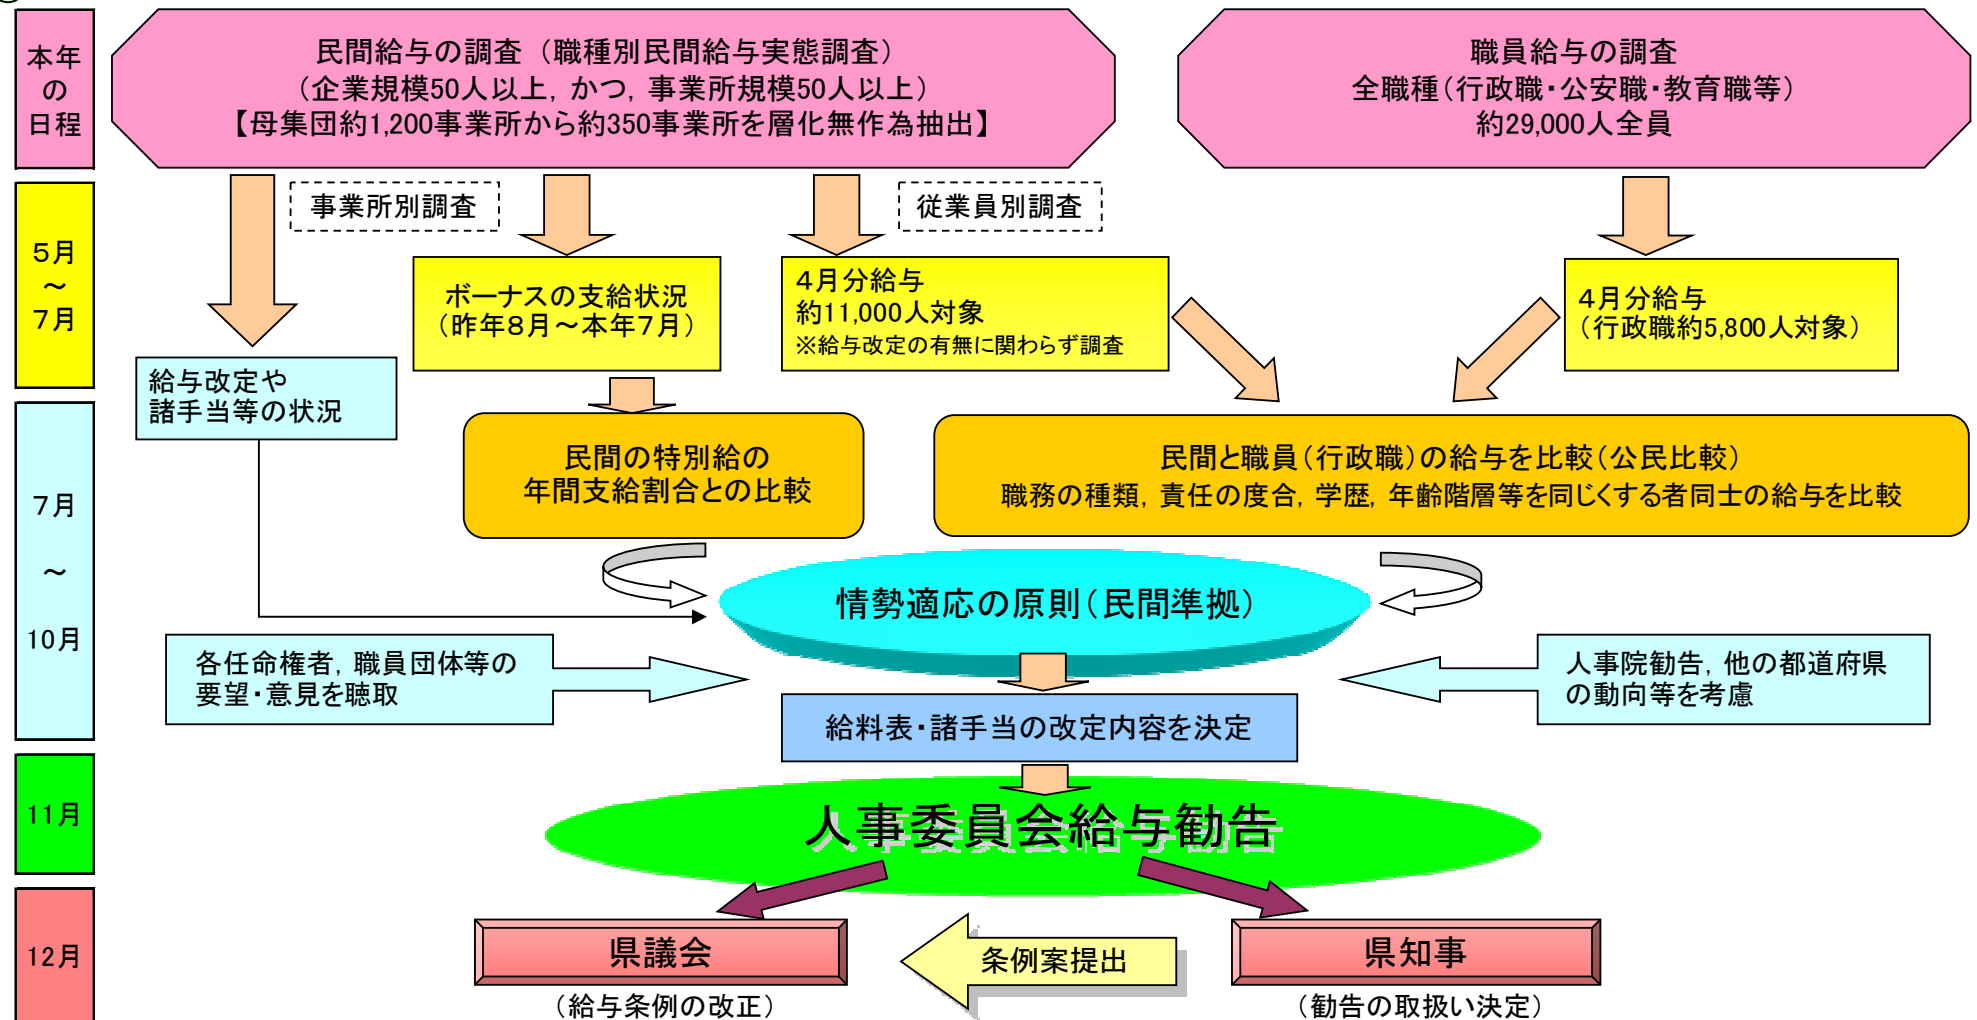 本年
の
日程
民間給与の調査（職種別民間給与実態調査）
（企業規模50人以上，かつ，事業所規模50人以上）
【母集団約1,200事業所から約350事業所を層化無作為抽出】
職員給与の調査
全職種（行政職・公安職・教育職等）
約29,000人全員
5月
～
7月
事業所別調査
従業員別調査
ボーナスの支給状況
（昨年8月～本年7月）
4月分給与
約11,000人対象
※給与改定の有無に関わらず調査
4月分給与
（行政職約5,800人対象）
給与改定や
諸手当等の状況
7月
～
10月
民間の特別給の
年間支給割合との比較
民間と職員（行政職）の給与を比較（公民比較）
職務の種類，責任の度合，学歴，年齢階層等を同じくする者同士の給与を比較
情勢適応の原則（民間準拠）
各任命権者，職員団体等の
要望・意見を聴取
人事院勧告，他の都道府県
の動向等を考慮
給料表・諸手当の改定内容を決定
11月
人事委員会給与勧告
12月
県議会
（給与条例の改正）
条例案提出
県知事
（勧告の取扱い決定）